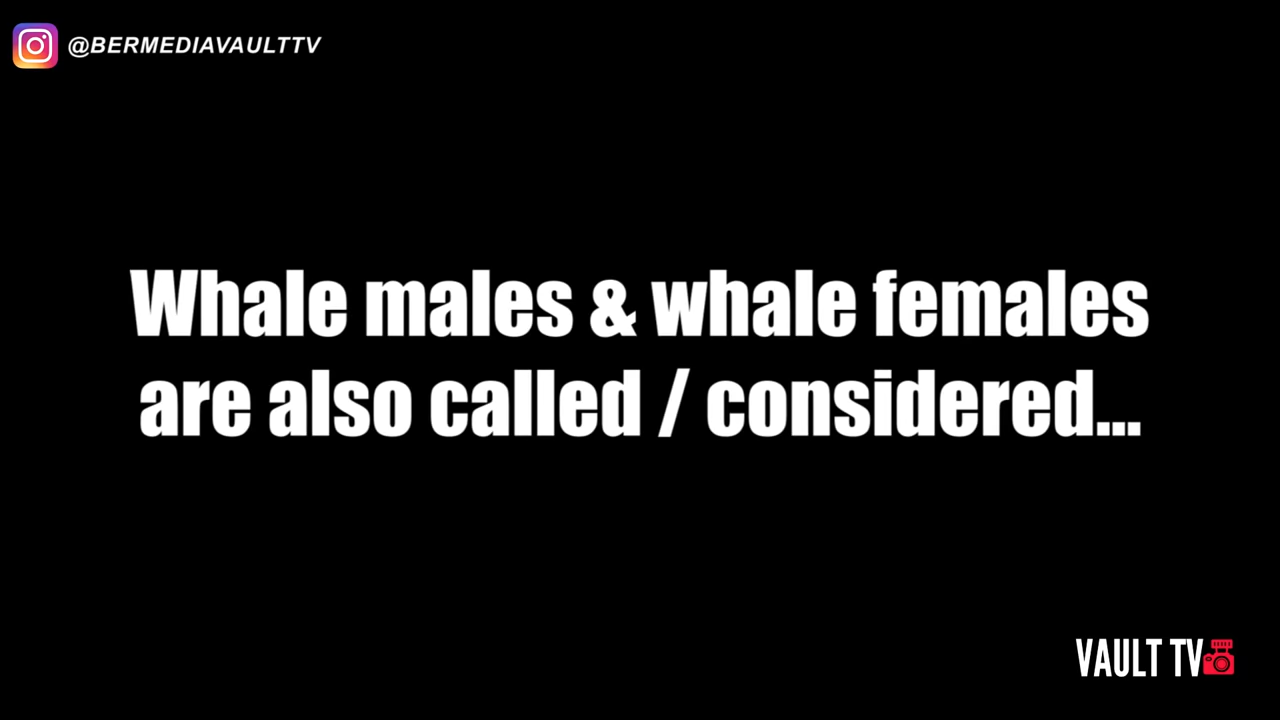 @BERMEDIAVAULTTV
Whale males & whale females
are also called / considered...
VAULT TV